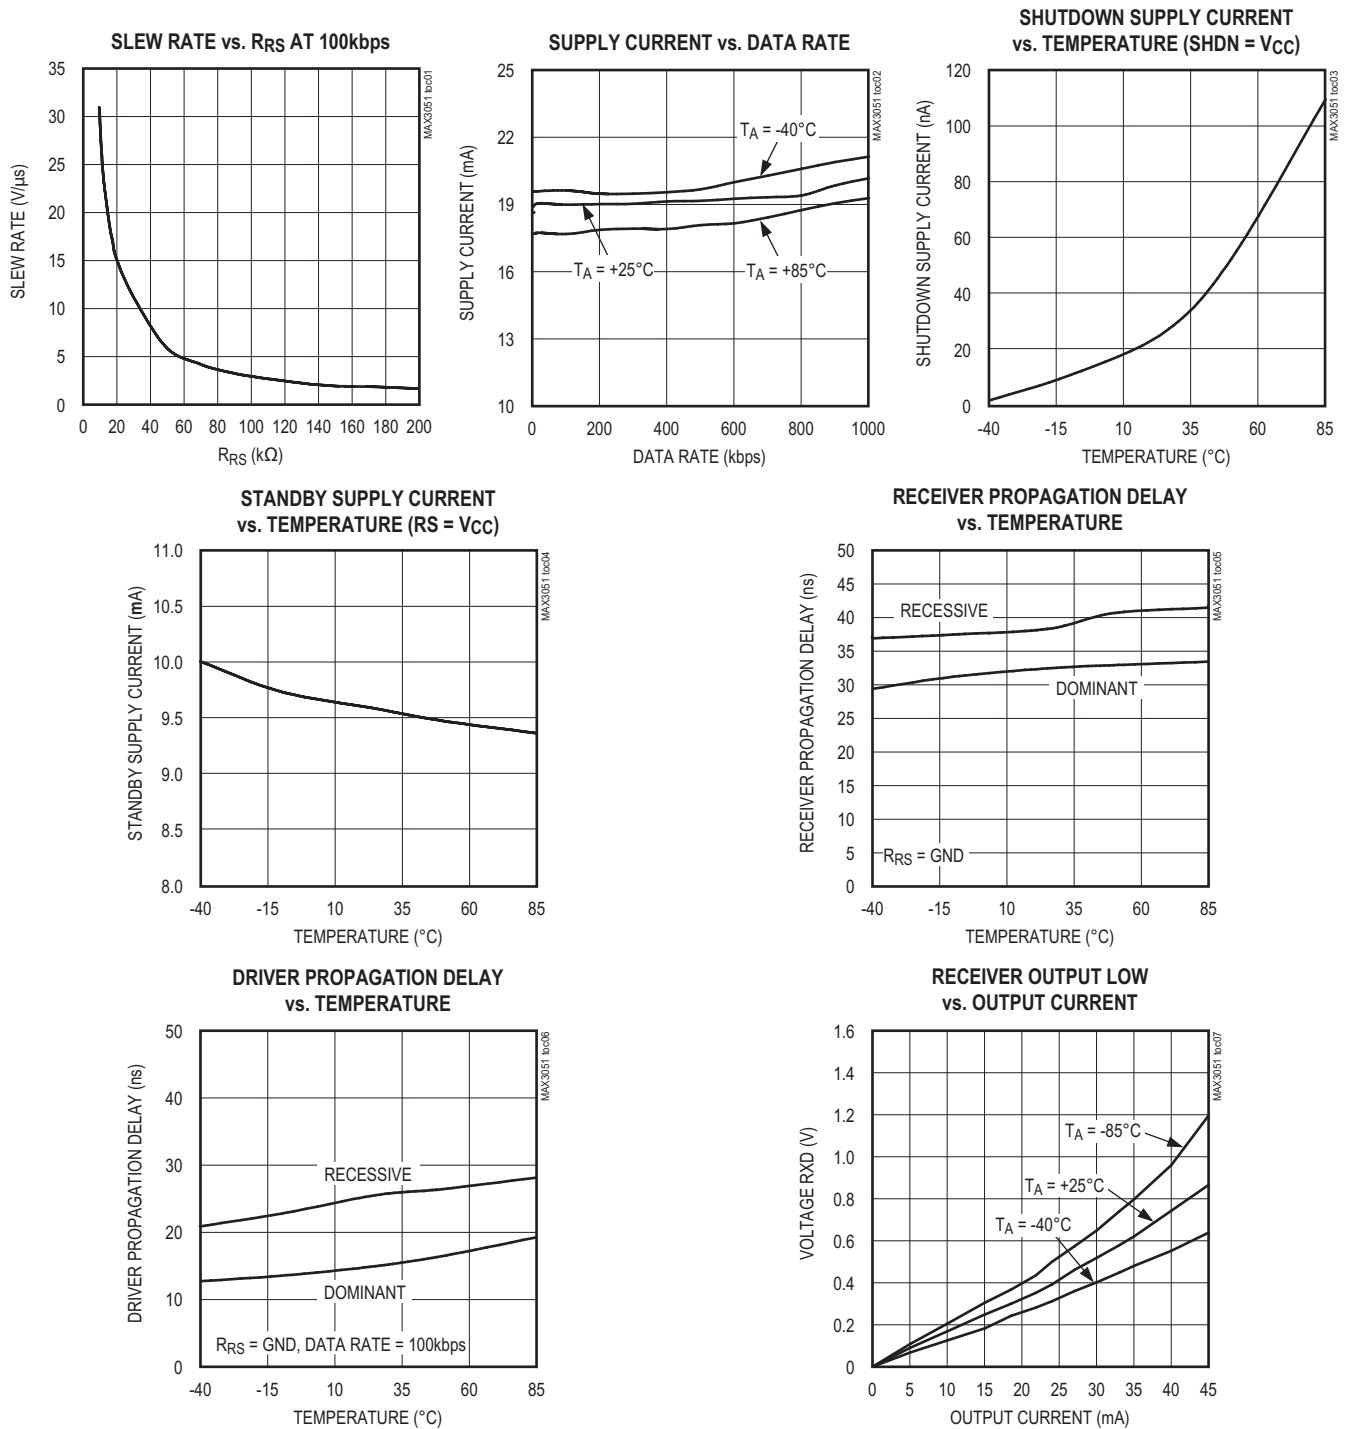 SLEW RATE vs. RRS AT 100kbps
MAX3051 toc01
SLEW RATE (V/µs)
35
30
25
20
15
10
5
0
0 20 40 60 80 100 120 140 160 180 200
RRS (kΩ)
SUPPLY CURRENT vs. DATA RATE
MAX3051 toc02
SUPPLY CURRENT (mA)
25
22
19
16
13
10
TA = -40°C
TA = +25°C
TA = +85°C
0 200 400 600 800 1000
DATA RATE (kbps)
SHUTDOWN SUPPLY CURRENT
vs. TEMPERATURE (SHDN = VCC)
MAX3051 toc03
SHUTDOWN SUPPLY CURRENT (nA)
120
100
80
60
40
20
0
-40 -15 10 35 60 85
TEMPERATURE (°C)
STANDBY SUPPLY CURRENT
vs. TEMPERATURE (RS = VCC)
MAX3051 toc04
STANDBY SUPPLY CURRENT (mA)
11.0
10.5
10.0
9.5
9.0
8.5
8.0
-40 -15 10 35 60 85
TEMPERATURE (°C)
RECEIVER PROPAGATION DELAY
vs. TEMPERATURE
MAX3051 toc05
RECEIVER PROPAGATION DELAY (ns)
50
45
40
35
30
25
20
15
10
5
0
RECESSIVE
DOMINANT
RRS = GND
-40 -15 10 35 60 85
TEMPERATURE (°C)
DRIVER PROPAGATION DELAY
vs. TEMPERATURE
MAX3051 toc06
DRIVER PROPAGATION DELAY (ns)
50
40
30
20
10
0
RECESSIVE
DOMINANT
RRS = GND, DATA RATE = 100kbps
-40 -15 10 35 60 85
TEMPERATURE (°C)
RECEIVER OUTPUT LOW
vs. OUTPUT CURRENT
MAX3051 toc07
VOLTAGE RXD (V)
1.6
1.4
1.2
1.0
0.8
0.6
0.4
0.2
0
TA = -85°C
TA = +25°C
TA = -40°C
0 5 10 15 20 25 30 35 40 45
OUTPUT CURRENT (mA)